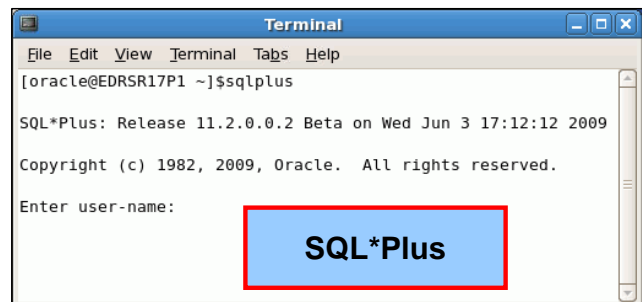 Terminal
File Edit View Terminal Tabs Help
[oracle@EDRSR17P1 ~]$sqlplus
SQL*Plus: Release 11.2.0.0.2 Beta on Wed Jun 3 17:12:12 2009
Copyright (c) 1982, 2009, Oracle.  All rights reserved.
Enter user-name:
SQL*Plus